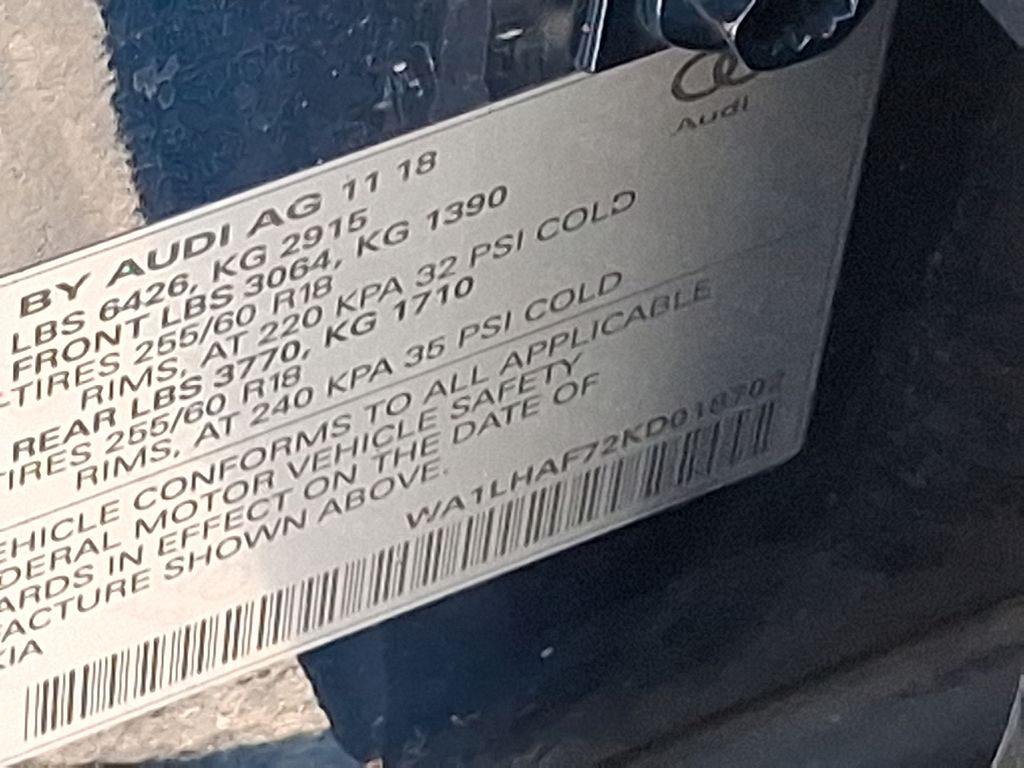 Audi
BY AUDI AG 11 18
LBS 6426, KG 2915
FRONT LBS 3064, KG 1390
-TIRES 255/60 R18
RIMS, AT 220 KPA 32 PSI COLD
REAR LBS 3770, KG 1710
TIRES 255/60 R18
RIMS, AT 240 KPA 35 PSI COLD
EHICLE CONFORMS TO ALL APPLICABLE
DERAL MOTOR VEHICLE SAFETY
ARDS IN EFFECT ON THE DATE OF
ACTURE SHOWN ABOVE.
WA1LHAF72KD018702
KIA